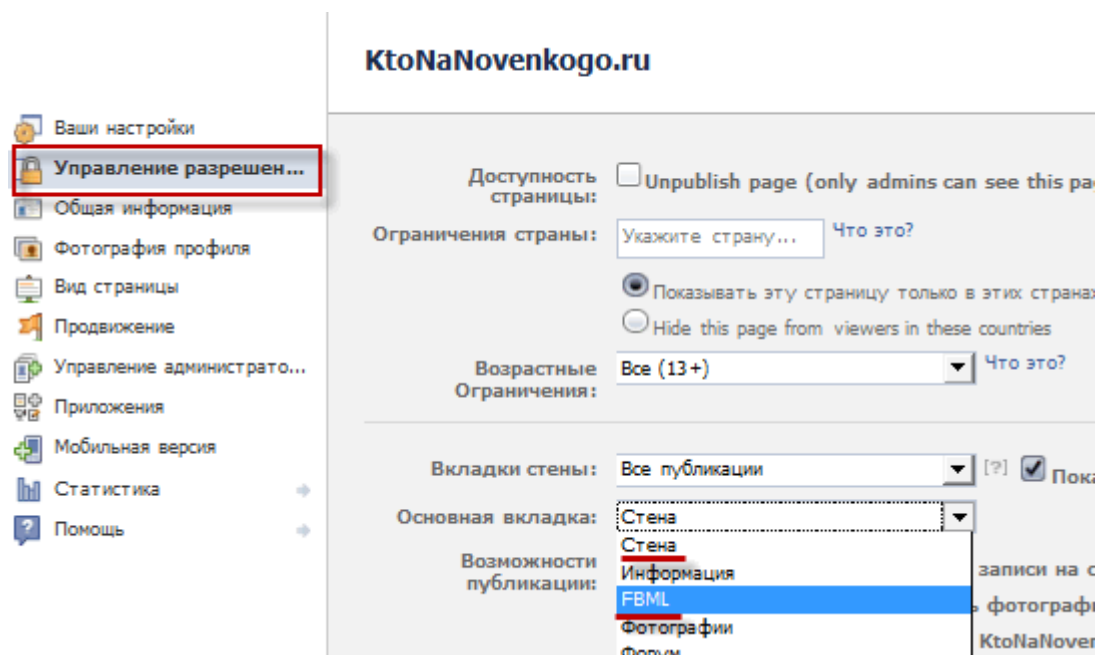 KtoNaNovenkogo.ru
Ваши настройки
Управление разрешен...
Общая информация
Фотография профиля
Вид страницы
Продвижение
Управление администрато...
Приложения
Мобильная версия
Статистика
Помощь
Доступность
страницы:
Unpublish page (only admins can see this pa
Ограничения страны:
Укажите страну...
Что это?
Показывать эту страницу только в этих страна
Hide this page from viewers in these countries
Возрастные
Ограничения:
Все (13+)
Что это?
Вкладки стены:
Все публикации
[?]
Пока
Основная вкладка:
Стена
Стена
Информация
FBML
Фотографии
Форум
Возможности
публикации:
записи на с
фотографи
KtoNaNoven